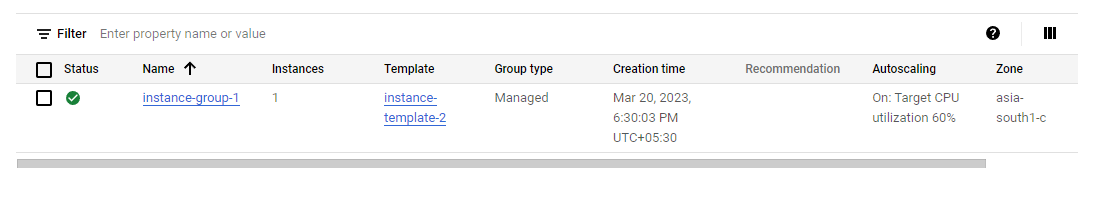 Filter Enter property name or value
Status Name Instances Template Group type Creation time Recommendation Autoscaling Zone
instance-group-1 1 instance- Managed Mar 20, 2023, On: Target CPU asia-
template-2 6:30:03 PM utilization 60% south1-c
UTC+05:30